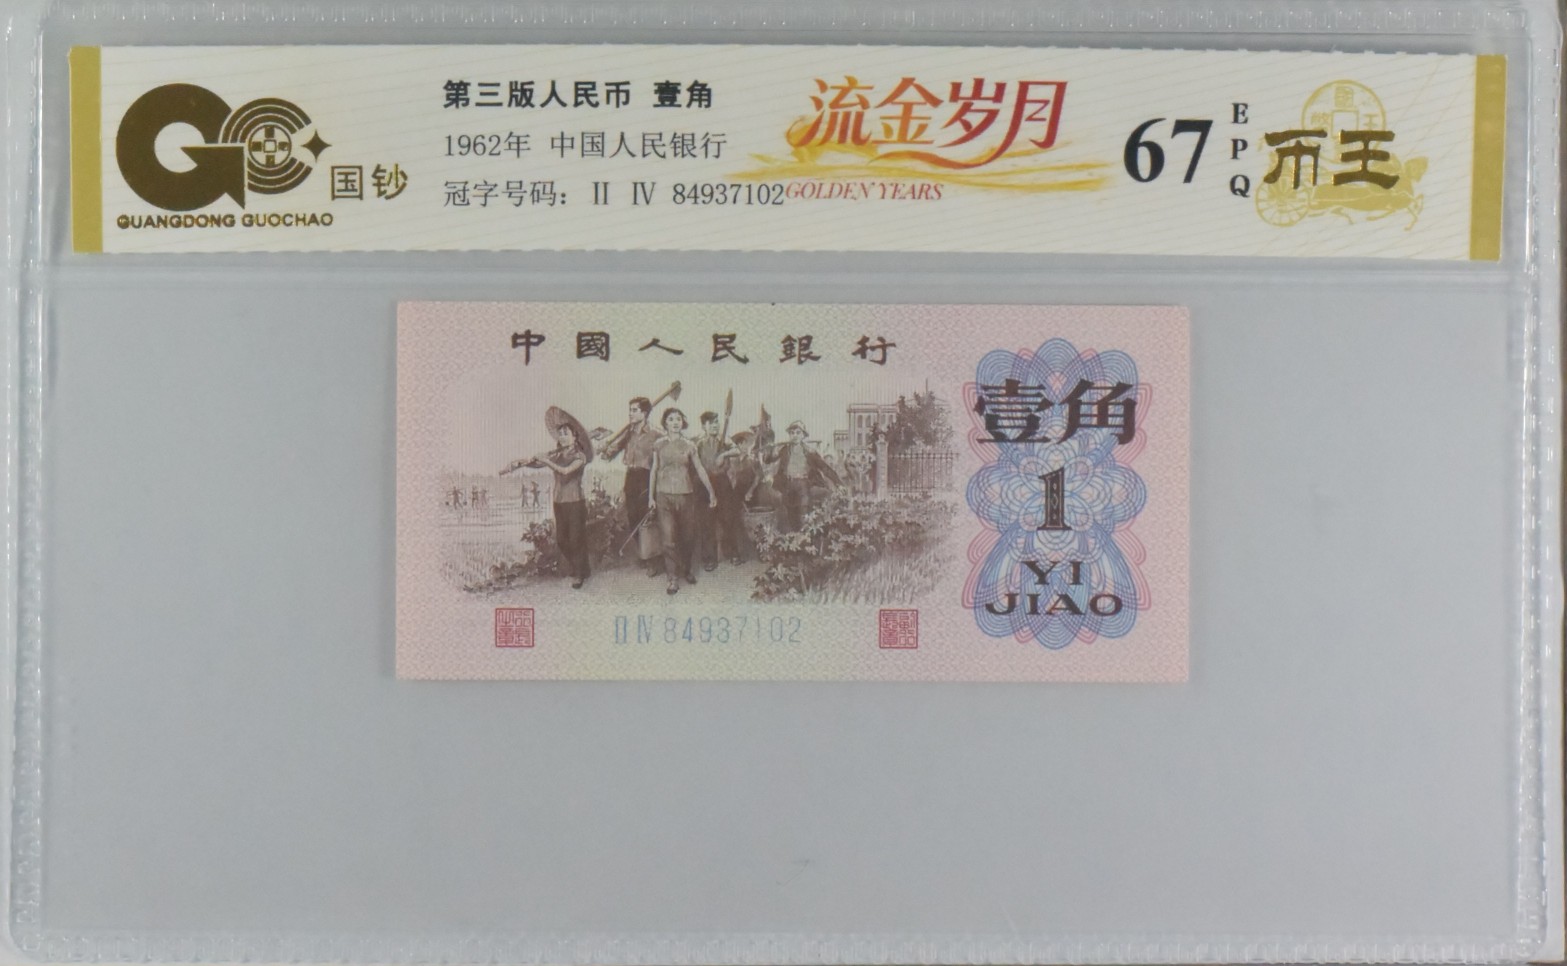 GUANGDONG GUOCHAO
国钞
第三版人民币 壹角
1962年 中国人民银行
冠字号码： II IV 84937102
流金岁月
GOLDEN YEARS
67
EPQ
币王
中國人民銀行
壹角
1
YI
JIAO
II IV 84937102